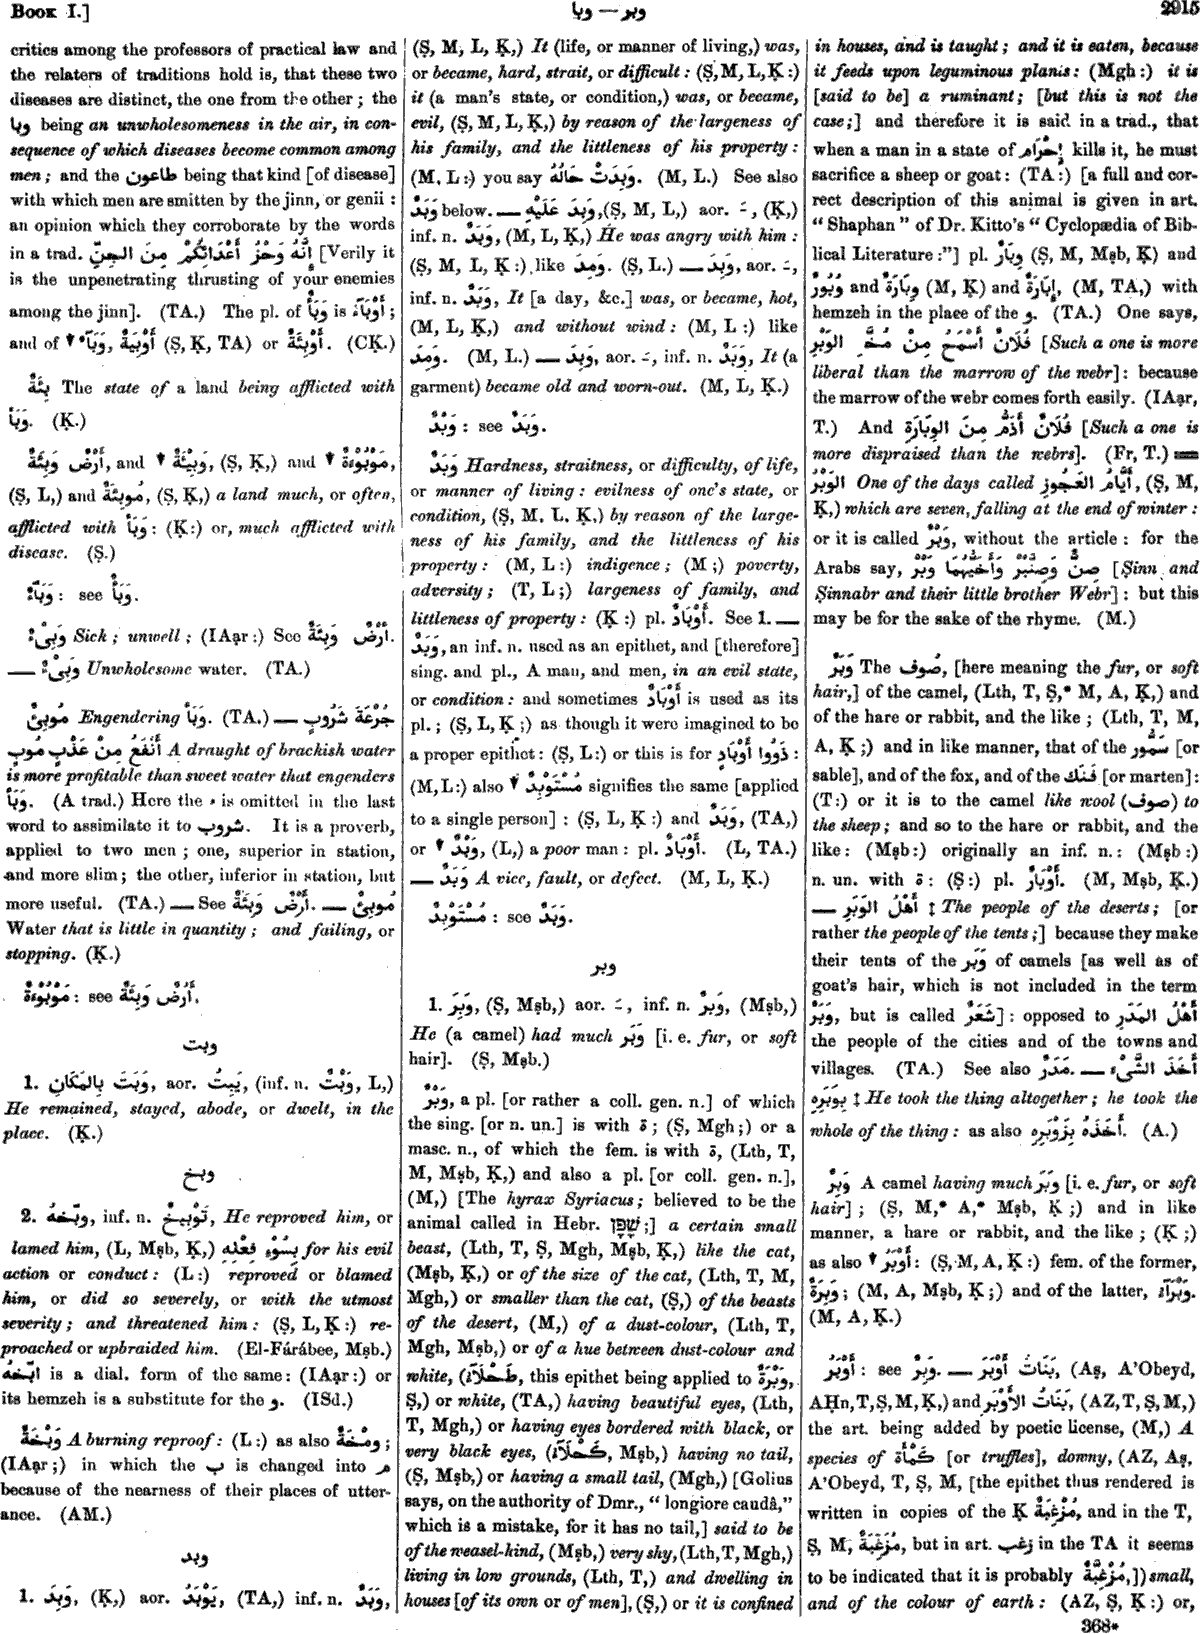 BOOK I.]
وبر — وبا
2915
critics among the professors of practical law and
the relaters of traditions hold is, that these two
diseases are distinct, the one from the other ; the
وبا being an unwholesomeness in the air, in con-
sequence of which diseases become common among
men ; and the طاعون being that kind [of disease]
with which men are smitten by the jinn, or genii :
an opinion which they corroborate by the words
in a trad. إِنَّهُ وَخْزُ أَعْدَائِكُمْ مِنَ الجِنِّ [Verily it
is the unpenetrating thrusting of your enemies
among the jinn]. (TA.) The pl. of وَبَأٌ is أَوْبَآءٌ ;
and of وَبَآءٌ, أَوْبِيَةٌ (Ṣ, Ḳ, TA) or أَوْبِئَةٌ. (CḲ.)
بِئَةٌ The state of a land being afflicted with
وَبَأ. (Ḳ.)
أَرْضٌ وَبِئَةٌ, and وَبِيْئَةٌ, (Ṣ, Ḳ,) and مَوْبُوْءَةٌ,
(Ṣ, L,) and مُوبِئَةٌ, (Ṣ, Ḳ,) a land much, or often,
afflicted with وَبَأ : (Ḳ:) or, much afflicted with
disease. (Ṣ.)
وَبَآءٌ : see وَبَأٌ.
وَبِىْءٌ Sick ; unwell ; (IAạr :) See أَرْضٌ وَبِئَةٌ.
— وَبِىْءٌ Unwholesome water. (TA.)
مُوبِئٌ Engendering وَبَأ. (TA.) — جُرْعَةُ شَرُوبٍ
أَنْفَعُ مِنْ عَذْبٍ مُوبٍ A draught of brackish water
is more profitable than sweet water that engenders
وَبَأ. (A trad.) Here the ء is omitted in the last
word to assimilate it to شروب. It is a proverb,
applied to two men ; one, superior in station,
and more slim ; the other, inferior in station, but
more useful. (TA.) — See أَرْضٌ وَبِئَةٌ. — مُوبِئٌ
Water that is little in quantity ; and failing, or
stopping. (Ḳ.)
مَوْبُوْءَةٌ : see أَرْضٌ وَبِئَةٌ.
وبت
1. وَبَتَ بِالمَكَانِ, aor. يَبِتُ, (inf. n. وَبْتٌ, L,)
He remained, stayed, abode, or dwelt, in the
place. (Ḳ.)
وبخ
2. وبّخهُ, inf. n. تَوْبِيخٌ, He reproved him, or
lamed him, (L, Mṣb, Ḳ,) بِسُوْءِ فِعْلِهِ for his evil
action or conduct : (L :) reproved or blamed
him, or did so severely, or with the utmost
severity ; and threatened him : (Ṣ, L, Ḳ :) re-
proached or upbraided him. (El-Fárábee, Mṣb.)
ابّخهُ is a dial. form of the same : (IAạr :) or
its hemzeh is a substitute for the و. (ISd.)
وَبْخَةٌ A burning reproof : (L :) as also ومْخَةٌ ;
(IAạr ;) in which the ب is changed into م
because of the nearness of their places of utter-
ance. (AM.)
وبد
1. وَبِدَ, (Ḳ,) aor. يَوْبَدُ, (TA,) inf. n. وَبَدٌ,
(Ṣ, M, L, Ḳ,) It (life, or manner of living,) was,
or became, hard, strait, or difficult : (Ṣ, M, L, Ḳ :)
it (a man's state, or condition,) was, or became,
evil, (Ṣ, M, L, Ḳ,) by reason of the largeness of
his family, and the littleness of his property :
(M, L :) you say وَبِدَتْ حَالُهُ. (M, L.) See also
وَبَدٌ below. — وَبِدَ عَلَيْهِ, (Ṣ, M, L,) aor. ـَ, (Ḳ,)
inf. n. وَبَدٌ, (M, L, Ḳ,) He was angry with him :
(Ṣ, M, L, Ḳ :) like وَمِدَ. (Ṣ, L.) — وَبِدَ, aor. ـَ,
inf. n. وَبَدٌ, It [a day, &c.] was, or became, hot,
(M, L, Ḳ,) and without wind : (M, L :) like
وَمِدَ. (M, L.) — وَبِدَ, aor. ـَ, inf. n. وَبَدٌ, It (a
garment) became old and worn-out. (M, L, Ḳ.)
وَبْدٌ : see وَبَدٌ.
وَبَدٌ Hardness, straitness, or difficulty, of life,
or manner of living : evilness of one's state, or
condition, (Ṣ, M, L, Ḳ,) by reason of the large-
ness of his family, and the littleness of his
property : (M, L :) indigence ; (M ;) poverty,
adversity ; (T, L ;) largeness of family, and
littleness of property : (Ḳ :) pl. أَوْبَادٌ. See 1. —
وَبَدٌ, an inf. n. used as an epithet, and [therefore]
sing. and pl., A man, and men, in an evil state,
or condition : and sometimes أَوْبَادٌ is used as its
pl. ; (Ṣ, L, Ḳ ;) as though it were imagined to be
a proper epithet : (Ṣ, L :) or this is for ذَوُوا أَوْبَادٍ :
(M, L :) also مُسْتَوْبِدٌ signifies the same [applied
to a single person] : (Ṣ, L, Ḳ :) and وَبَدٌ, (TA,)
or وَبْدٌ, (L,) a poor man : pl. أَوْبَادٌ. (L, TA.)
— وَبَدٌ A vice, fault, or defect. (M, L, Ḳ.)
مُسْتَوْبِدٌ : see وَبَدٌ.
وبر
1. وَبِرَ, (Ṣ, Mṣb,) aor. ـَ, inf. n. وَبَرٌ, (Mṣb,)
He (a camel) had much وَبَر [i. e. fur, or soft
hair]. (Ṣ, Mṣb.)
وَبْرٌ, a pl. [or rather a coll. gen. n.] of which
the sing. [or n. un.] is with ة ; (Ṣ, Mgh ;) or a
masc. n., of which the fem. is with ة, (Lth, T,
M, Mṣb, Ḳ,) and also a pl. [or coll. gen. n.],
(M,) [The hyrax Syriacus ; believed to be the
animal called in Hebr. שָׁפָן ;] a certain small
beast, (Lth, T, Ṣ, Mgh, Mṣb, Ḳ,) like the cat,
(Mṣb, Ḳ,) or of the size of the cat, (Lth, T, M,
Mgh,) or smaller than the cat, (Ṣ,) of the beasts
of the desert, (M,) of a dust-colour, (Lth, T,
Mgh, Mṣb,) or of a hue between dust-colour and
white, (طَحْلَآءُ, this epithet being applied to وَبْرَةٌ,
Ṣ,) or white, (TA,) having beautiful eyes, (Lth,
T, Mgh,) or having eyes bordered with black, or
very black eyes, (كَحْلَآءُ, Mṣb,) having no tail,
(Ṣ, Mṣb,) or having a small tail, (Mgh,) [Golius
says, on the authority of Dmr., “ longiore caudâ,”
which is a mistake, for it has no tail,] said to be
of the weasel-kind, (Mṣb,) very shy, (Lth, T, Mgh,)
living in low grounds, (Lth, T,) and dwelling in
houses [of its own or of men], (Ṣ,) or it is confined
in houses, and is taught ; and it is eaten, because
it feeds upon leguminous plants : (Mgh :) it is
[said to be] a ruminant ; [but this is not the
case ;] and therefore it is said in a trad., that
when a man in a state of إِحْرَام kills it, he must
sacrifice a sheep or goat : (TA :) [a full and cor-
rect description of this animal is given in art.
“ Shaphan ” of Dr. Kitto's “ Cyclopædia of Bib-
lical Literature :”] pl. وِبَارٌ (Ṣ, M, Mṣb, Ḳ) and
وُبُورٌ and وِبَارَةٌ (M, Ḳ) and إِبَارَةٌ, (M, TA,) with
hemzeh in the place of the و. (TA.) One says,
فُلَانٌ أَسْمَحُ مِنْ مُخِّ الوَبْرِ [Such a one is more
liberal than the marrow of the webr] : because
the marrow of the webr comes forth easily. (IAạr,
T.) And فُلَانٌ أَذَمُّ مِنَ الوِبَارَةِ [Such a one is
more dispraised than the webrs]. (Fr, T.) ==
الوَبْرُ One of the days called أَيَّامُ العَجُوزِ, (Ṣ, M,
Ḳ,) which are seven, falling at the end of winter :
or it is called وَبْرٌ, without the article : for the
Arabs say, صِنٌّ وَصِنَّبْرٌ وَأُخَيُّهُمَا وَبْرٌ [Ṣinn and
Ṣinnabr and their little brother Webr] : but this
may be for the sake of the rhyme. (M.)
وَبَرٌ The صُوف, [here meaning the fur, or soft
hair,] of the camel, (Lth, T, Ṣ,* M, A, Ḳ,) and
of the hare or rabbit, and the like ; (Lth, T, M,
A, Ḳ ;) and in like manner, that of the سَمُّور [or
sable], and of the fox, and of the فَنَك [or marten] :
(T :) or it is to the camel like wool (صوف) to
the sheep ; and so to the hare or rabbit, and the
like : (Mṣb :) originally an inf. n. : (Mṣb :)
n. un. with ة : (Ṣ :) pl. أَوْبَارٌ. (M, Mṣb, Ḳ.)
— أَهْلُ الوَبَرِ ‡ The people of the deserts ; [or
rather the people of the tents ;] because they make
their tents of the وَبَر of camels [as well as of
goat's hair, which is not included in the term
وَبَرٌ, but is called شَعَرٌ] : opposed to أَهْلُ المَدَرِ
the people of the cities and of the towns and
villages. (TA.) See also مَدَرٌ. — أَخَذَ الشَّىْءَ
بِوَبَرِهِ ‡ He took the thing altogether ; he took the
whole of the thing : as also أَخَذَهُ بِزَوْبَرِهِ. (A.)
وَبِرٌ A camel having much وَبَر [i. e. fur, or soft
hair] ; (Ṣ, M,* A,* Mṣb, Ḳ ;) and in like
manner, a hare or rabbit, and the like ; (Ḳ ;)
as also أَوْبَرُ : (Ṣ, M, A, Ḳ :) fem. of the former,
وَبِرَةٌ ; (M, A, Mṣb, Ḳ ;) and of the latter, وَبْرَآءُ.
(M, A, Ḳ.)
أَوْبَرُ : see وَبِرٌ. — بَنَاتُ أَوْبَرَ, (Aṣ, A'Obeyd,
AḤn, T, Ṣ, M, Ḳ,) and بَنَاتُ الأَوْبَرِ, (AZ, T, Ṣ, M,)
the art. being added by poetic license, (M,) A
species of كَمْأَة [or truffles], downy, (AZ, Aṣ,
A'Obeyd, T, Ṣ, M, [the epithet thus rendered is
written in copies of the Ḳ مُزْغِبَةٌ, and in the T,
Ṣ, M, مُزَغِّبَةٌ, but in art. زغب in the TA it seems
to be indicated that it is probably مُزْغَبَّةٌ,]) small,
and of the colour of earth : (AZ, Ṣ, Ḳ :) or,
368*